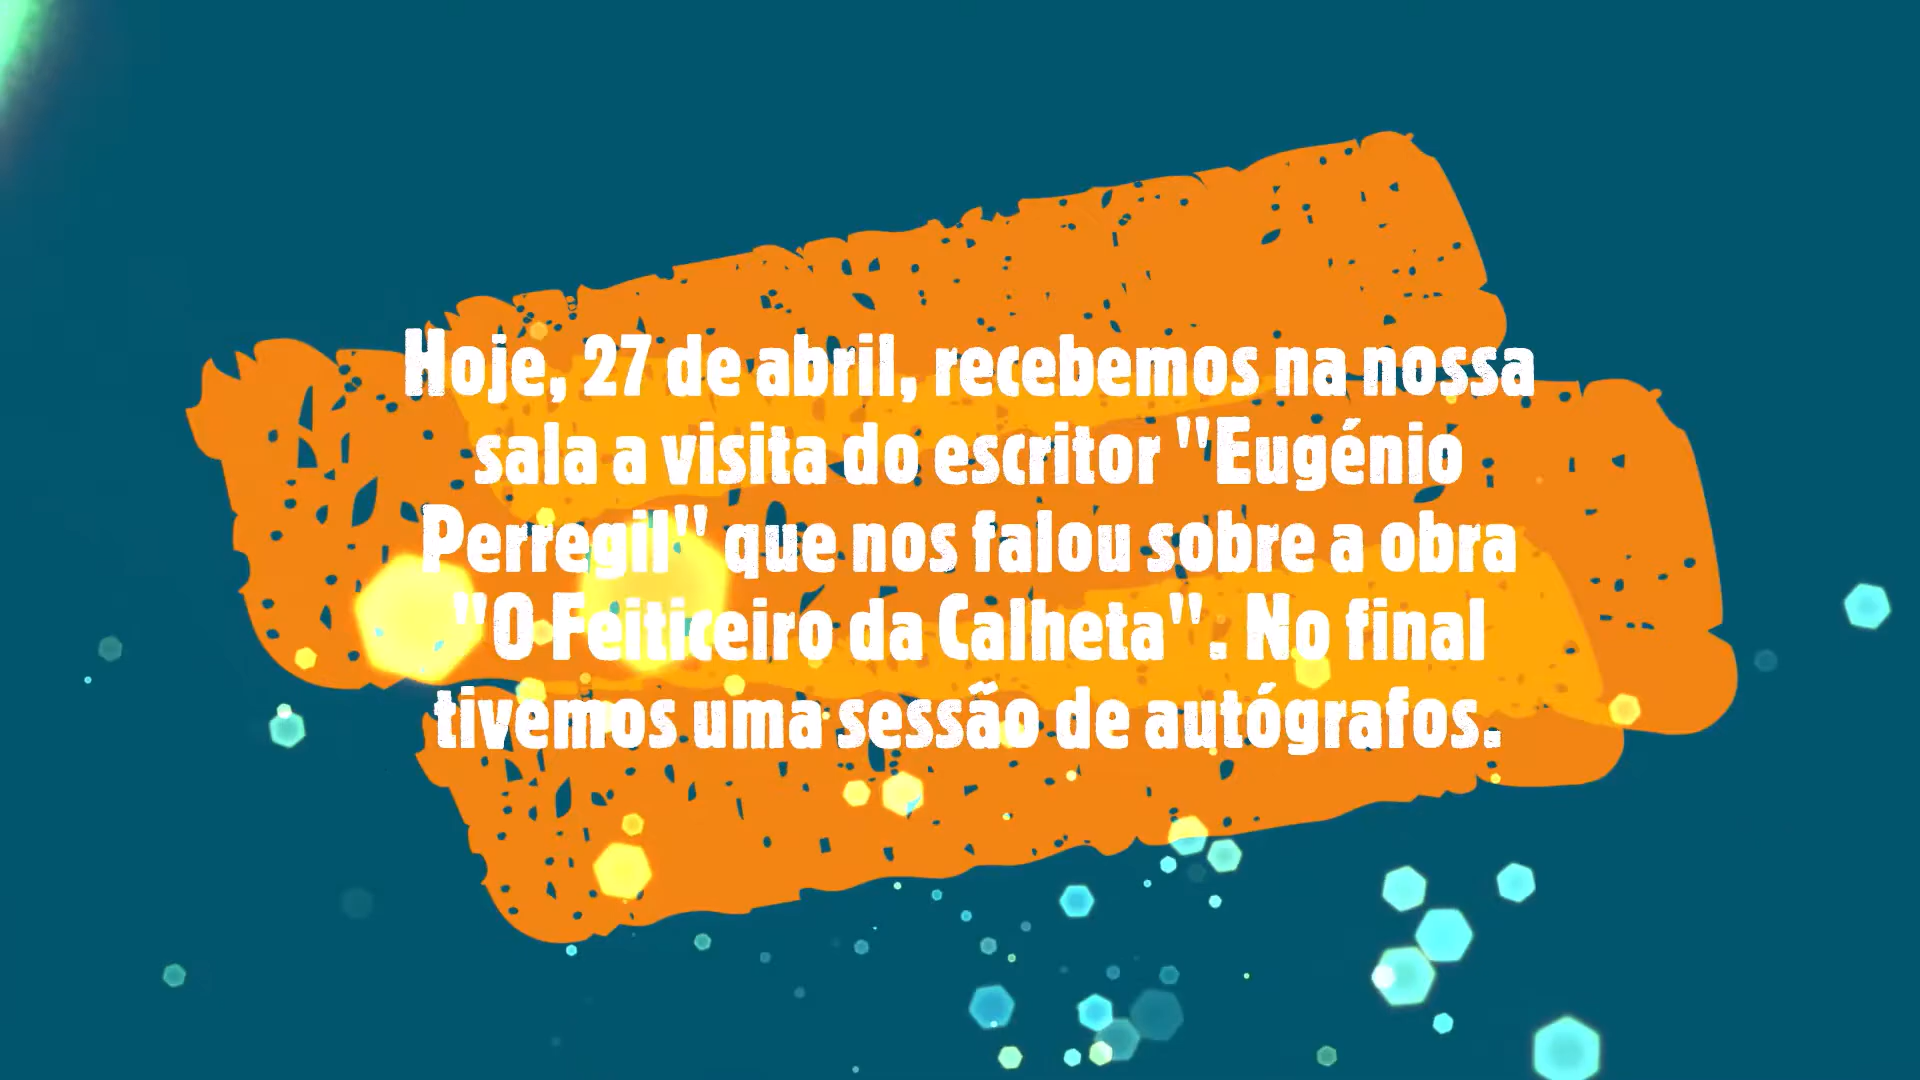 Hoje, 27 de abril, recebemos na nossa
sala a visita do escritor "Eugénio
Perregil" que nos falou sobre a obra
"O Feiticeiro da Calheta". No final
tivemos uma sessão de autógrafos.